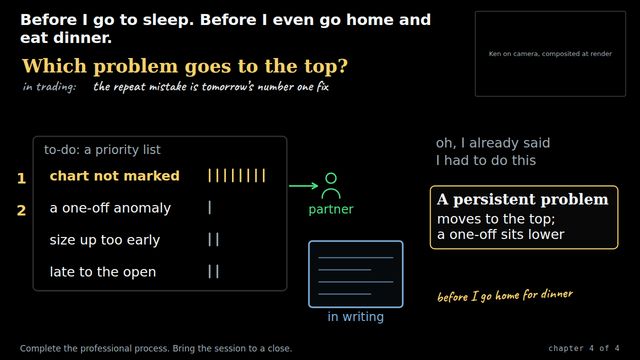 Before I go to sleep. Before I even go home and
eat dinner.
Ken on camera, composited at render
Which problem goes to the top?
in trading: the repeat mistake is tomorrow's number one fix
to-do: a priority list
1 chart not marked
2 a one-off anomaly
size up too early
late to the open
partner
in writing
oh, I already said
I had to do this
A persistent problem
moves to the top;
a one-off sits lower
before I go home for dinner
Complete the professional process. Bring the session to a close.
chapter 4 of 4